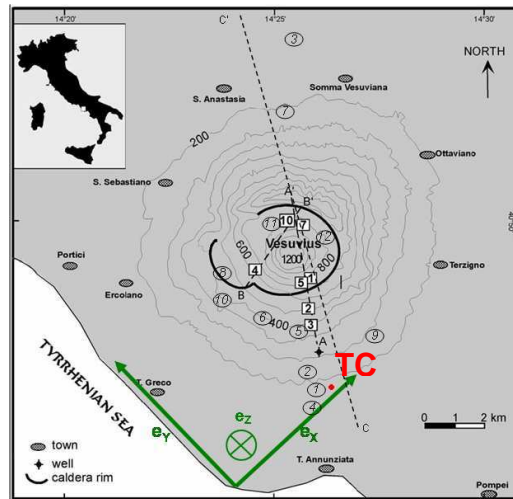 14°20'
14°25'
14°30'
C'
3
NORTH
S. Anastasia
Somma Vesuviana
7
200
Ottaviano
S. Sebastiano
A'
B'
10
7
11
12
40°50'
Vesuvius
600
1200
800
Portici
Terzigno
4
8
1
5
Ercolano
B
10
2
6
400
5
3
9
A
TYRRHENIAN SEA
2
TC
T. Greco
1
4
eY
eZ
eX
0 1 2 km
C
town
well
caldera rim
T. Annunziata
Pompei